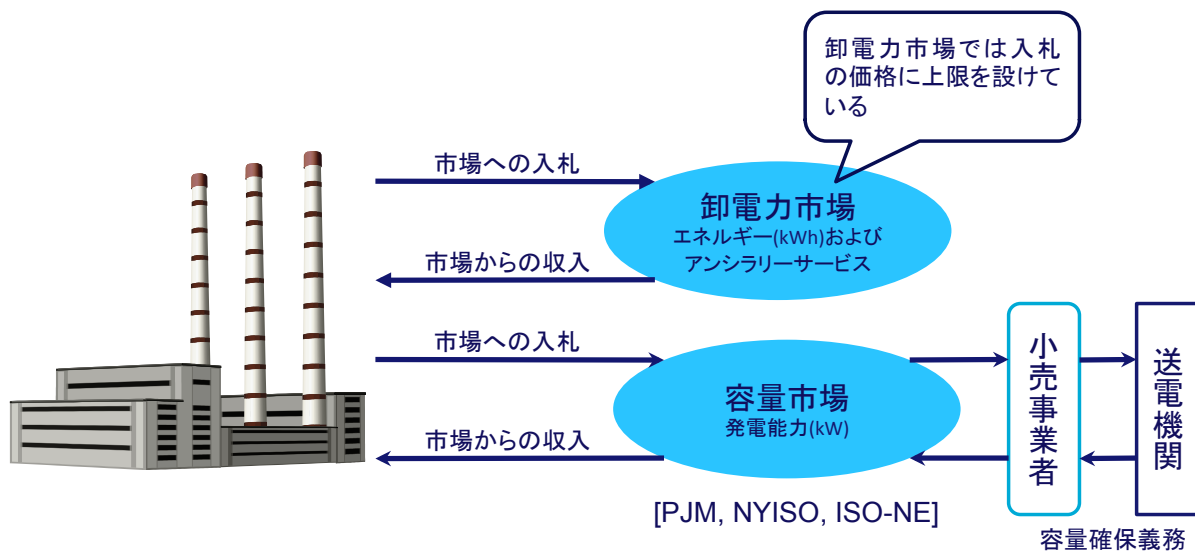 卸電力市場では入札
の価格に上限を設けて
いる
市場への入札
卸電力市場
エネルギー(kWh)および
アンシラリーサービス
市場からの収入
市場への入札
容量市場
発電能力(kW)
市場からの収入
小売事業者
送電機関
[PJM, NYISO, ISO-NE]
容量確保義務